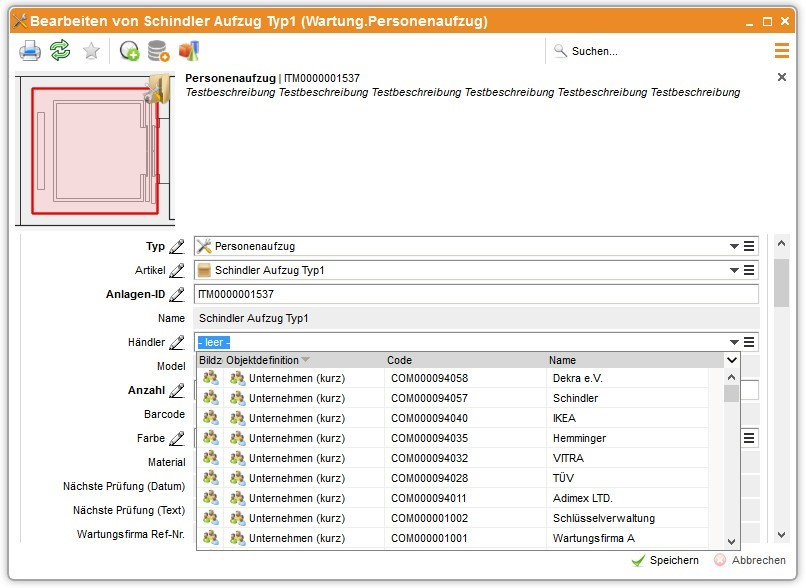 Bearbeiten von Schindler Aufzug Typ1 (Wartung.Personenaufzug)
Suchen...
Personenaufzug | ITM0000001537
Testbeschreibung Testbeschreibung Testbeschreibung Testbeschreibung Testbeschreibung Testbeschreibung
Typ Personenaufzug
Artikel Schindler Aufzug Typ1
Anlagen-ID ITM0000001537
Name Schindler Aufzug Typ1
Händler - leer -
Model
Anzahl
Barcode
Farbe
Material
Nächste Prüfung (Datum)
Nächste Prüfung (Text)
Wartungsfirma Ref-Nr.
Bildz Objektdefinition Code Name
Unternehmen (kurz) COM000094058 Dekra e.V.
Unternehmen (kurz) COM000094057 Schindler
Unternehmen (kurz) COM000094040 IKEA
Unternehmen (kurz) COM000094035 Hemminger
Unternehmen (kurz) COM000094032 VITRA
Unternehmen (kurz) COM000094028 TÜV
Unternehmen (kurz) COM000094011 Adimex LTD.
Unternehmen (kurz) COM000001002 Schlüsselverwaltung
Unternehmen (kurz) COM000001001 Wartungsfirma A
Speichern Abbrechen